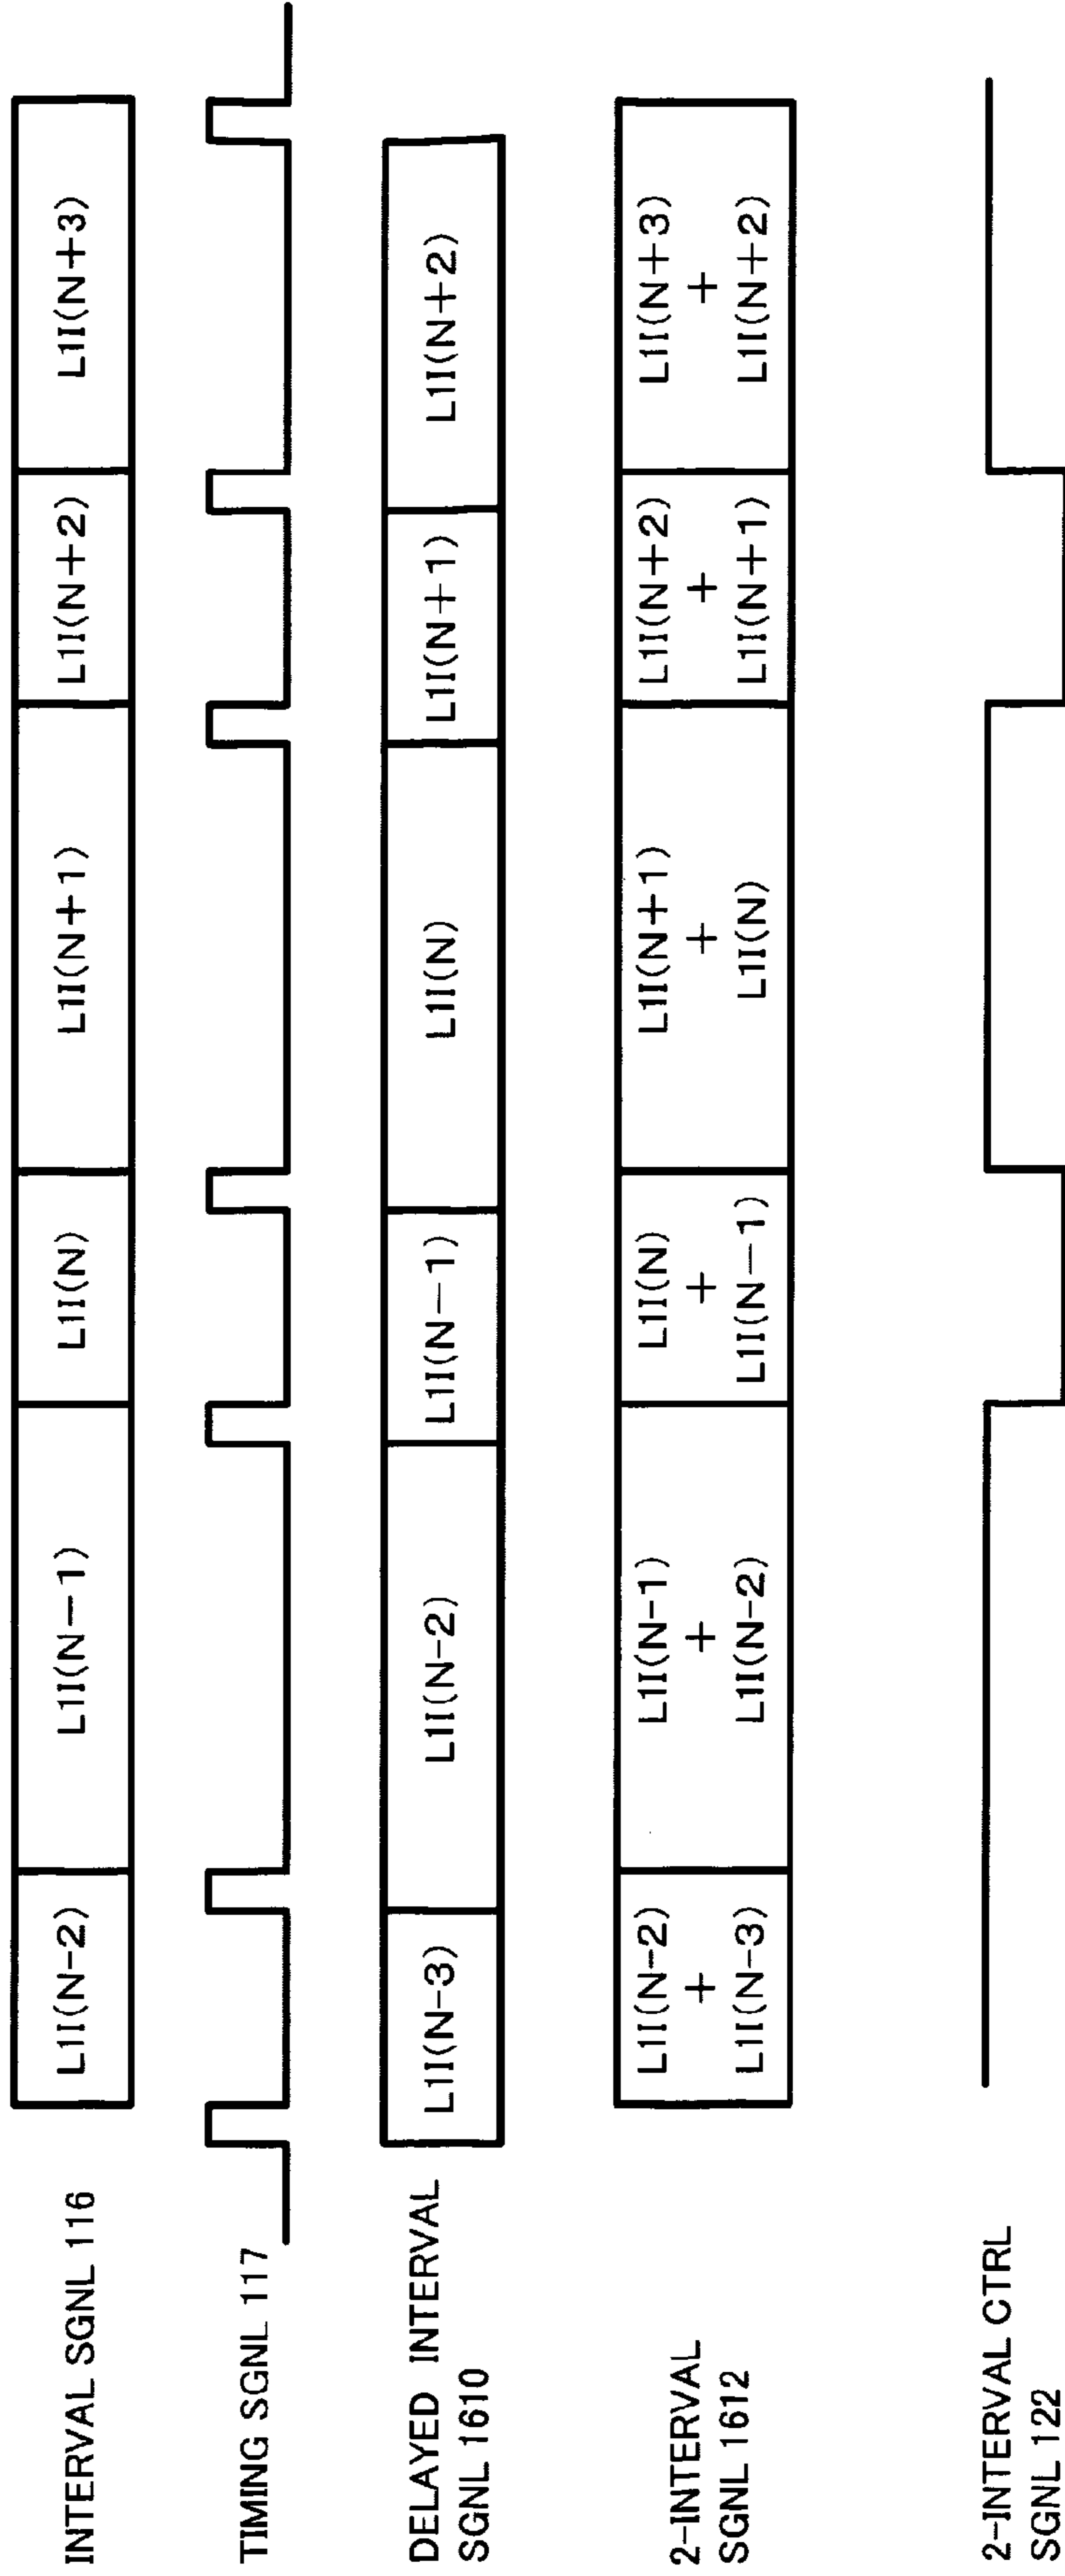 INTERVAL SGNL 116
L1I(N-2)
L1I(N-1)
L1I(N)
L1I(N+1)
L1I(N+2)
L1I(N+3)
TIMING SGNL 117
DELAYED INTERVAL
SGNL 1610
L1I(N-3)
L1I(N-2)
L1I(N-1)
L1I(N)
L1I(N+1)
L1I(N+2)
2-INTERVAL
SGNL 1612
L1I(N-2)
+
L1I(N-3)
L1I(N-1)
+
L1I(N-2)
L1I(N)
+
L1I(N-1)
L1I(N+1)
+
L1I(N)
L1I(N+2)
+
L1I(N+1)
L1I(N+3)
+
L1I(N+2)
2-INTERVAL CTRL
SGNL 122